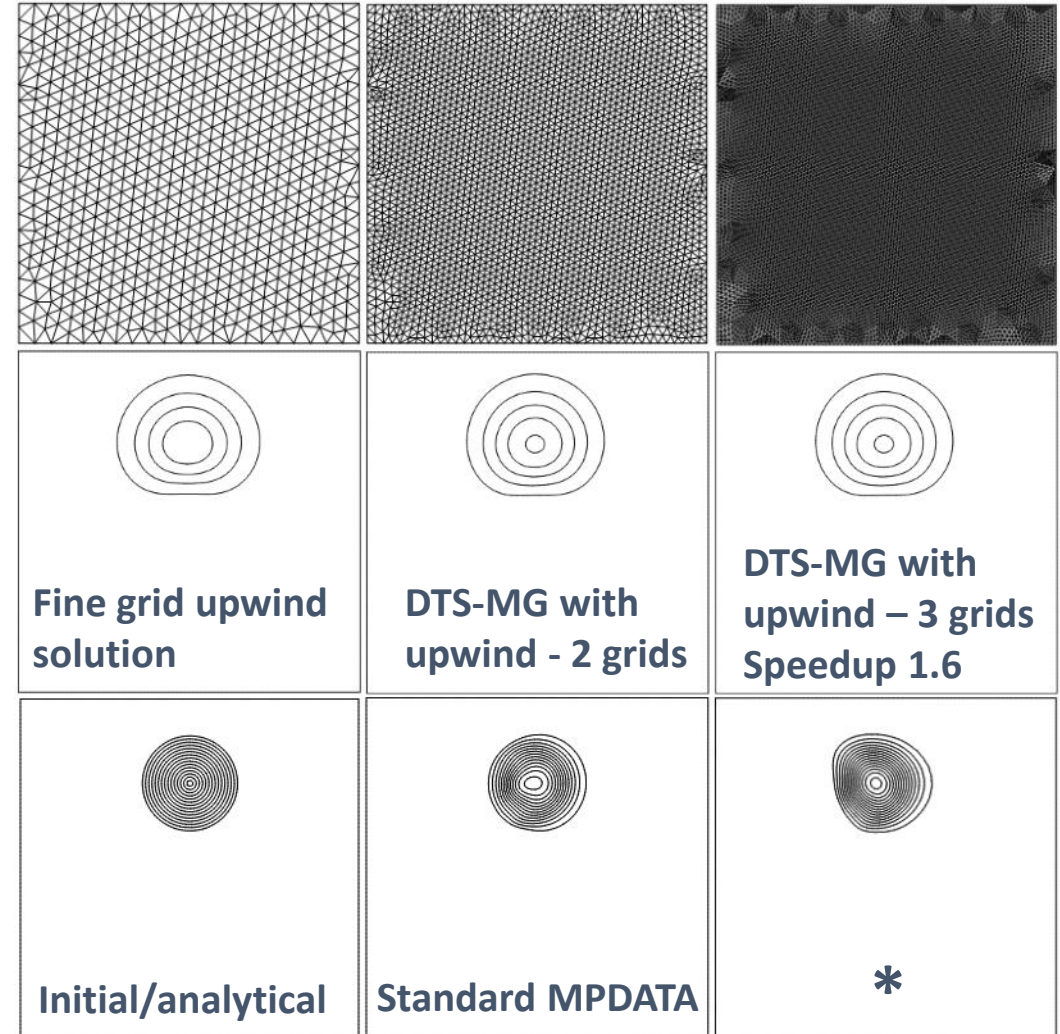 Fine grid upwind
solution
DTS-MG with
upwind - 2 grids
DTS-MG with
upwind – 3 grids
Speedup 1.6
Initial/analytical
Standard MPDATA
*